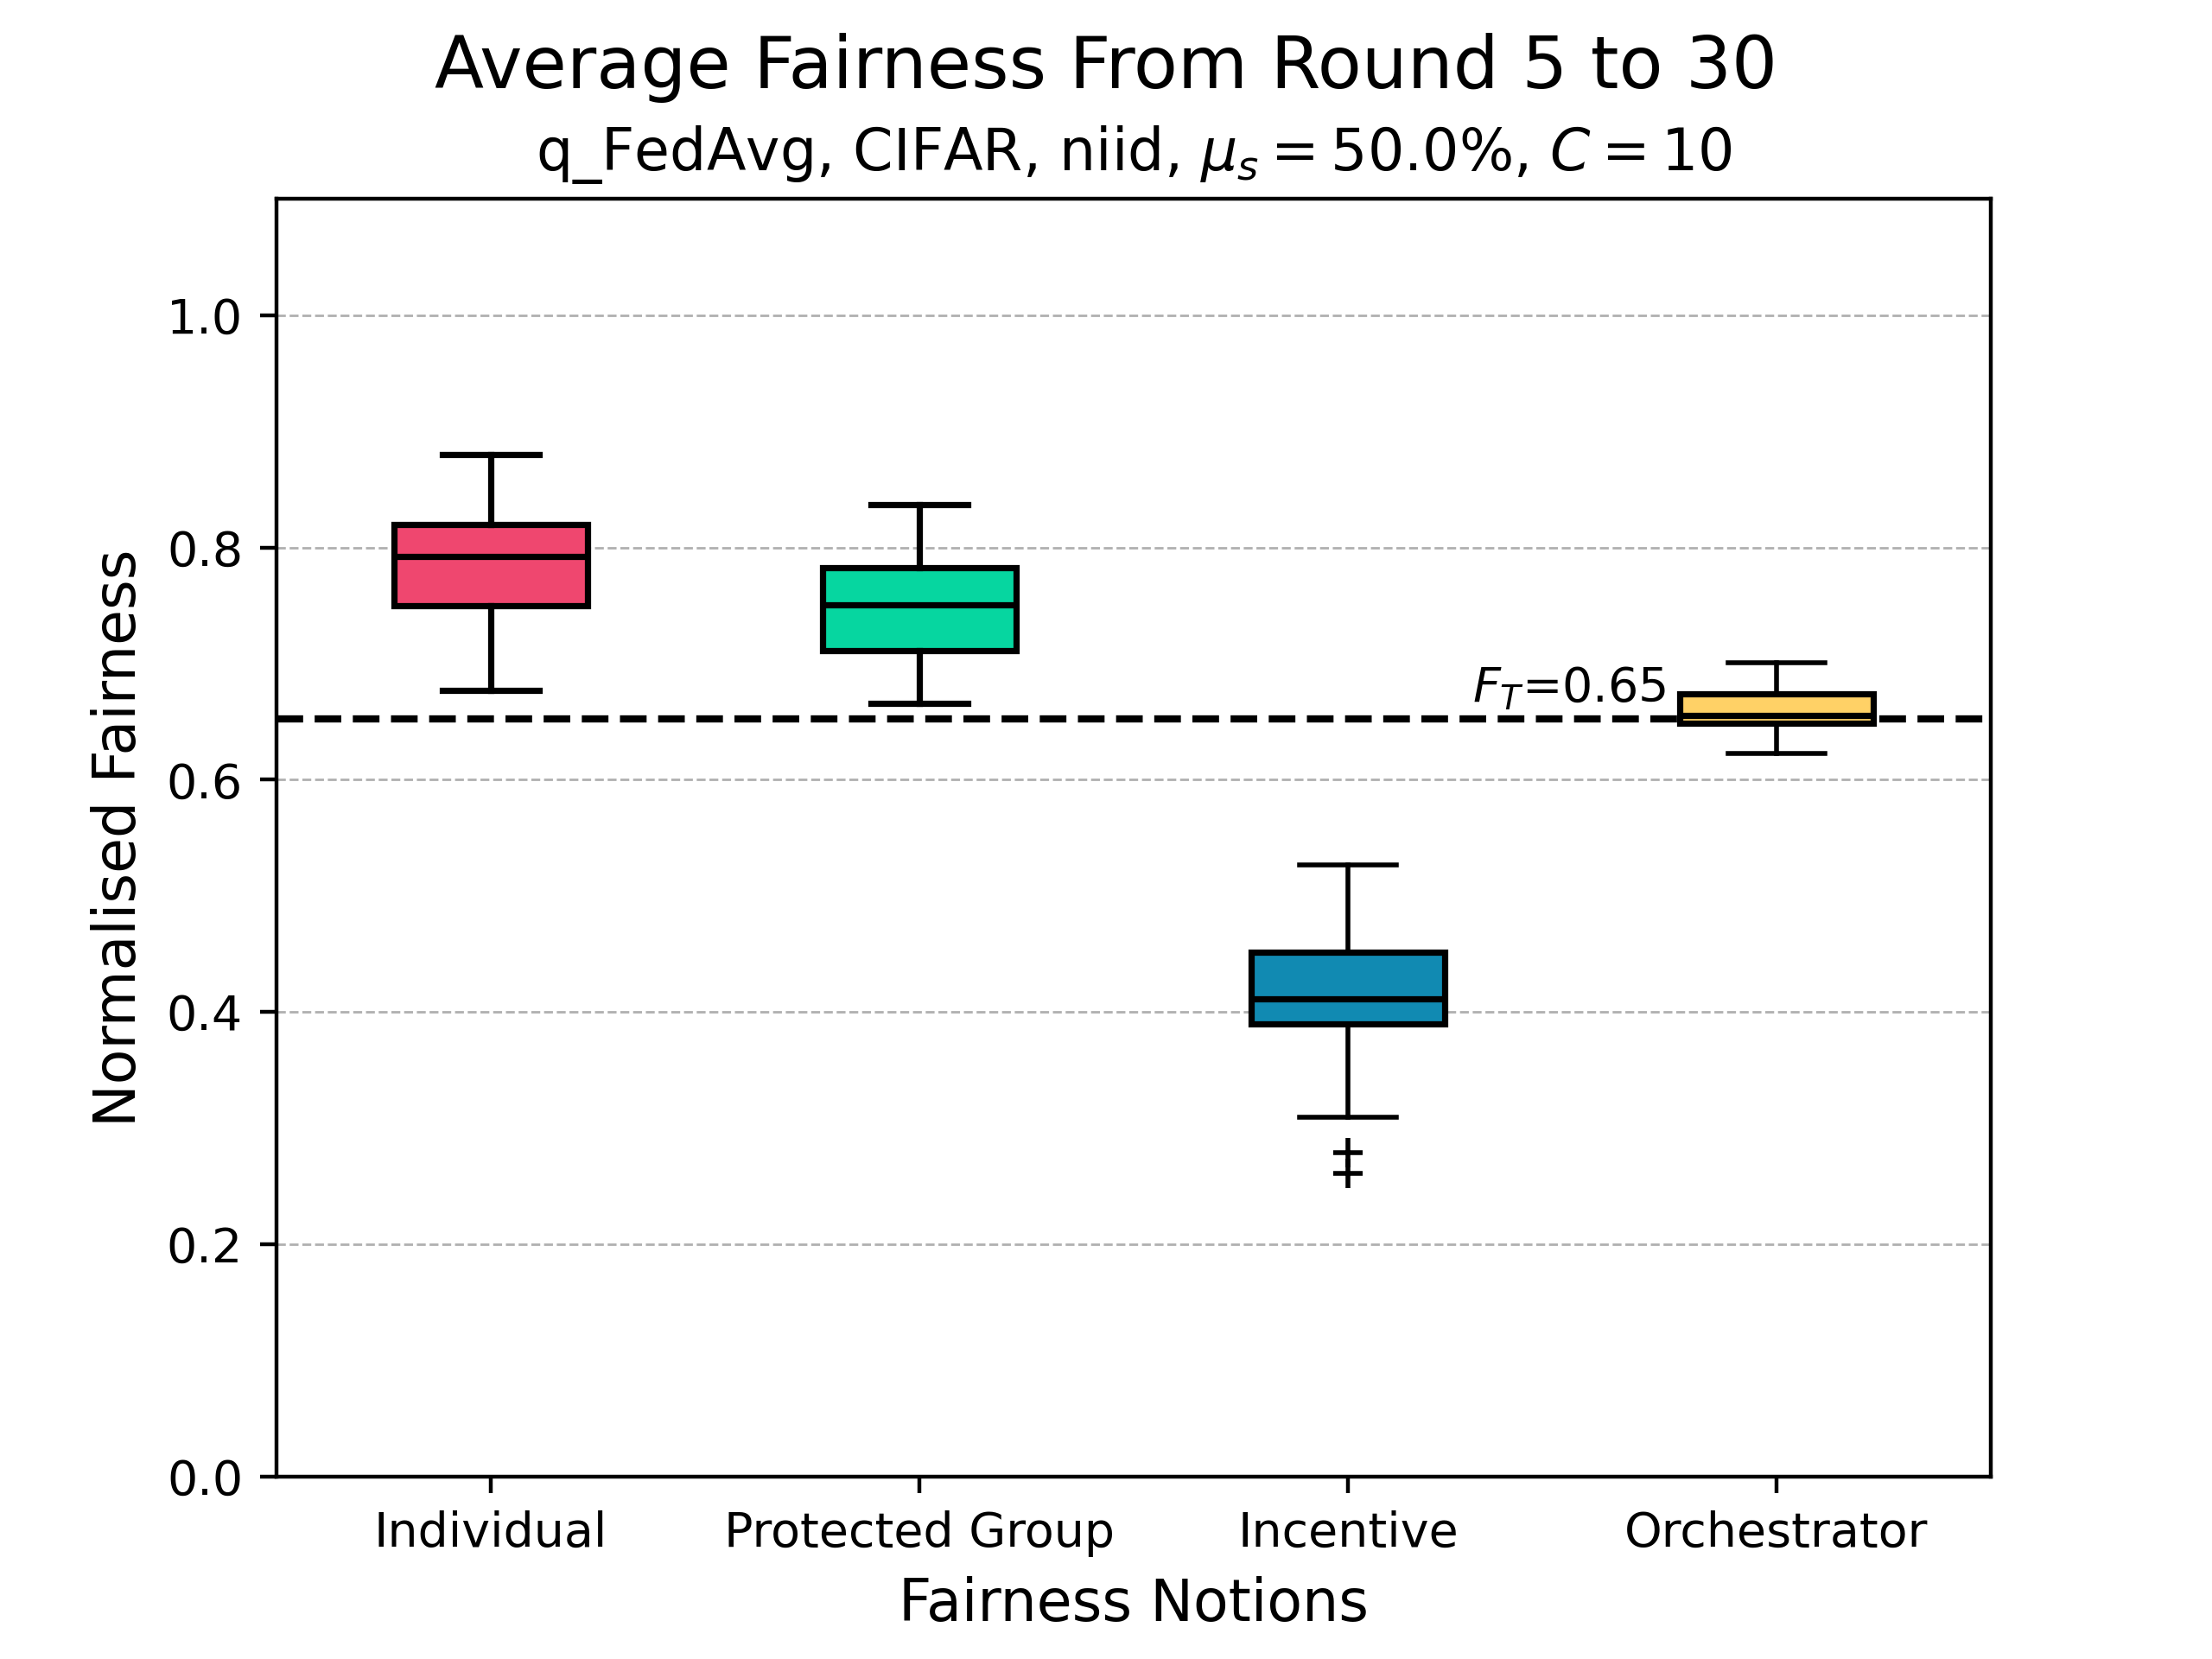 Average Fairness From Round 5 to 30
q_FedAvg, CIFAR, niid, μₛ = 50.0%, C = 10
Normalised Fairness
1.0
0.8
0.6
0.4
0.2
0.0
F_T=0.65
Individual Protected Group Incentive Orchestrator
Fairness Notions